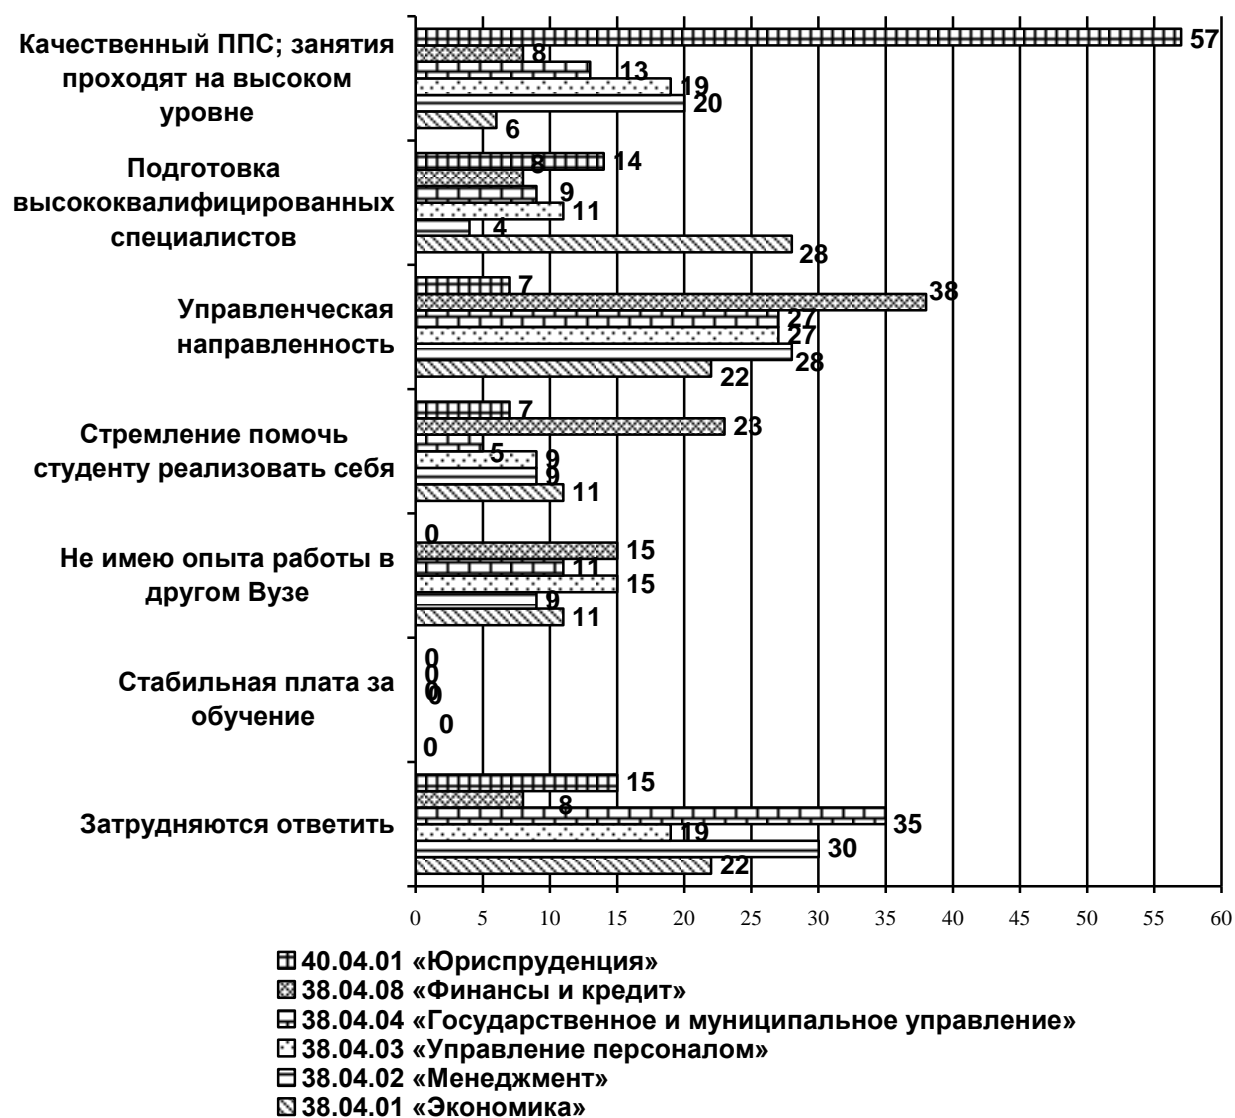 Качественный ППС; занятия
проходят на высоком
уровне
57
8
13
19
20
6
Подготовка
высококвалифицированных
специалистов
14
8
9
11
4
28
Управленческая
направленность
7
38
27
27
28
22
Стремление помочь
студенту реализовать себя
7
23
5
9
9
11
Не имею опыта работы в
другом Вузе
0
15
11
15
9
11
Стабильная плата за
обучение
0
0
0
0
0
0
Затрудняются ответить
15
8
35
19
30
22
0 5 10 15 20 25 30 35 40 45 50 55 60
40.04.01 «Юриспруденция»
38.04.08 «Финансы и кредит»
38.04.04 «Государственное и муниципальное управление»
38.04.03 «Управление персоналом»
38.04.02 «Менеджмент»
38.04.01 «Экономика»